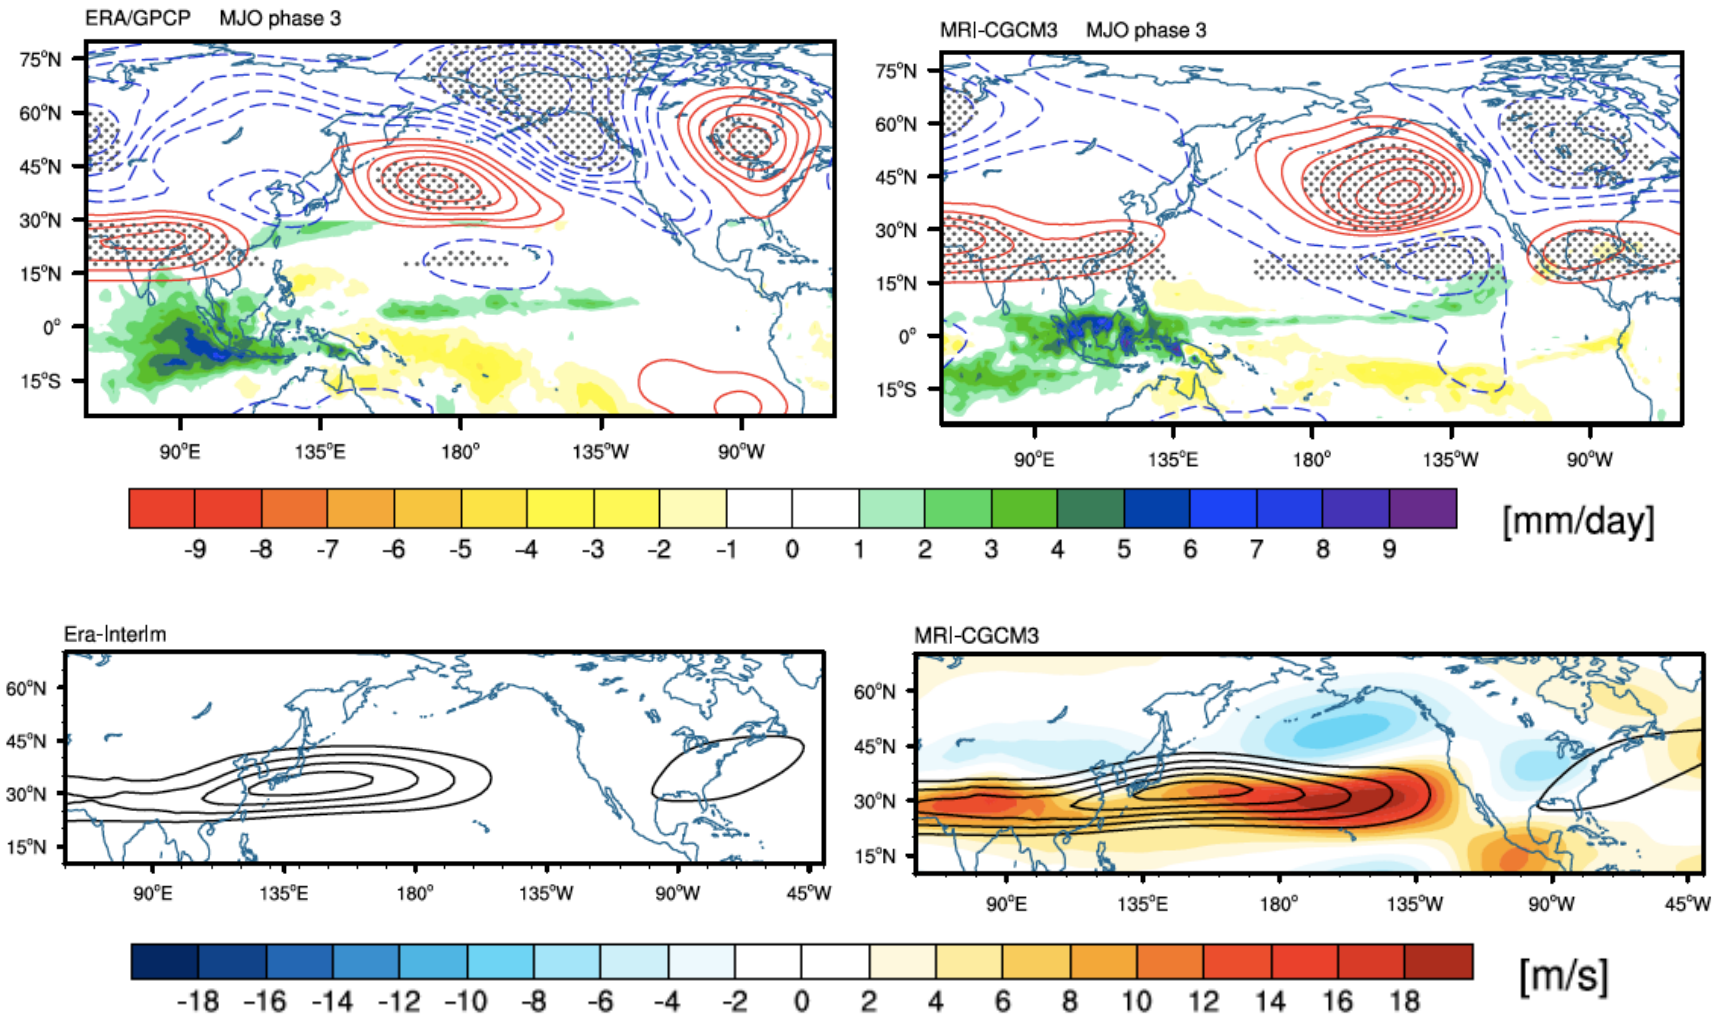 ERA/GPCP MJO phase 3
MRI-CGCM3 MJO phase 3
75°N
60°N
45°N
30°N
15°N
0°
15°S
90°E 135°E 180° 135°W 90°W
75°N
60°N
45°N
30°N
15°N
0°
15°S
90°E 135°E 180° 135°W 90°W
-9 -8 -7 -6 -5 -4 -3 -2 -1 0 1 2 3 4 5 6 7 8 9
[mm/day]
Era-InterIm
MRI-CGCM3
60°N
45°N
30°N
15°N
90°E 135°E 180° 135°W 90°W 45°W
60°N
45°N
30°N
15°N
90°E 135°E 180° 135°W 90°W 45°W
-18 -16 -14 -12 -10 -8 -6 -4 -2 0 2 4 6 8 10 12 14 16 18
[m/s]